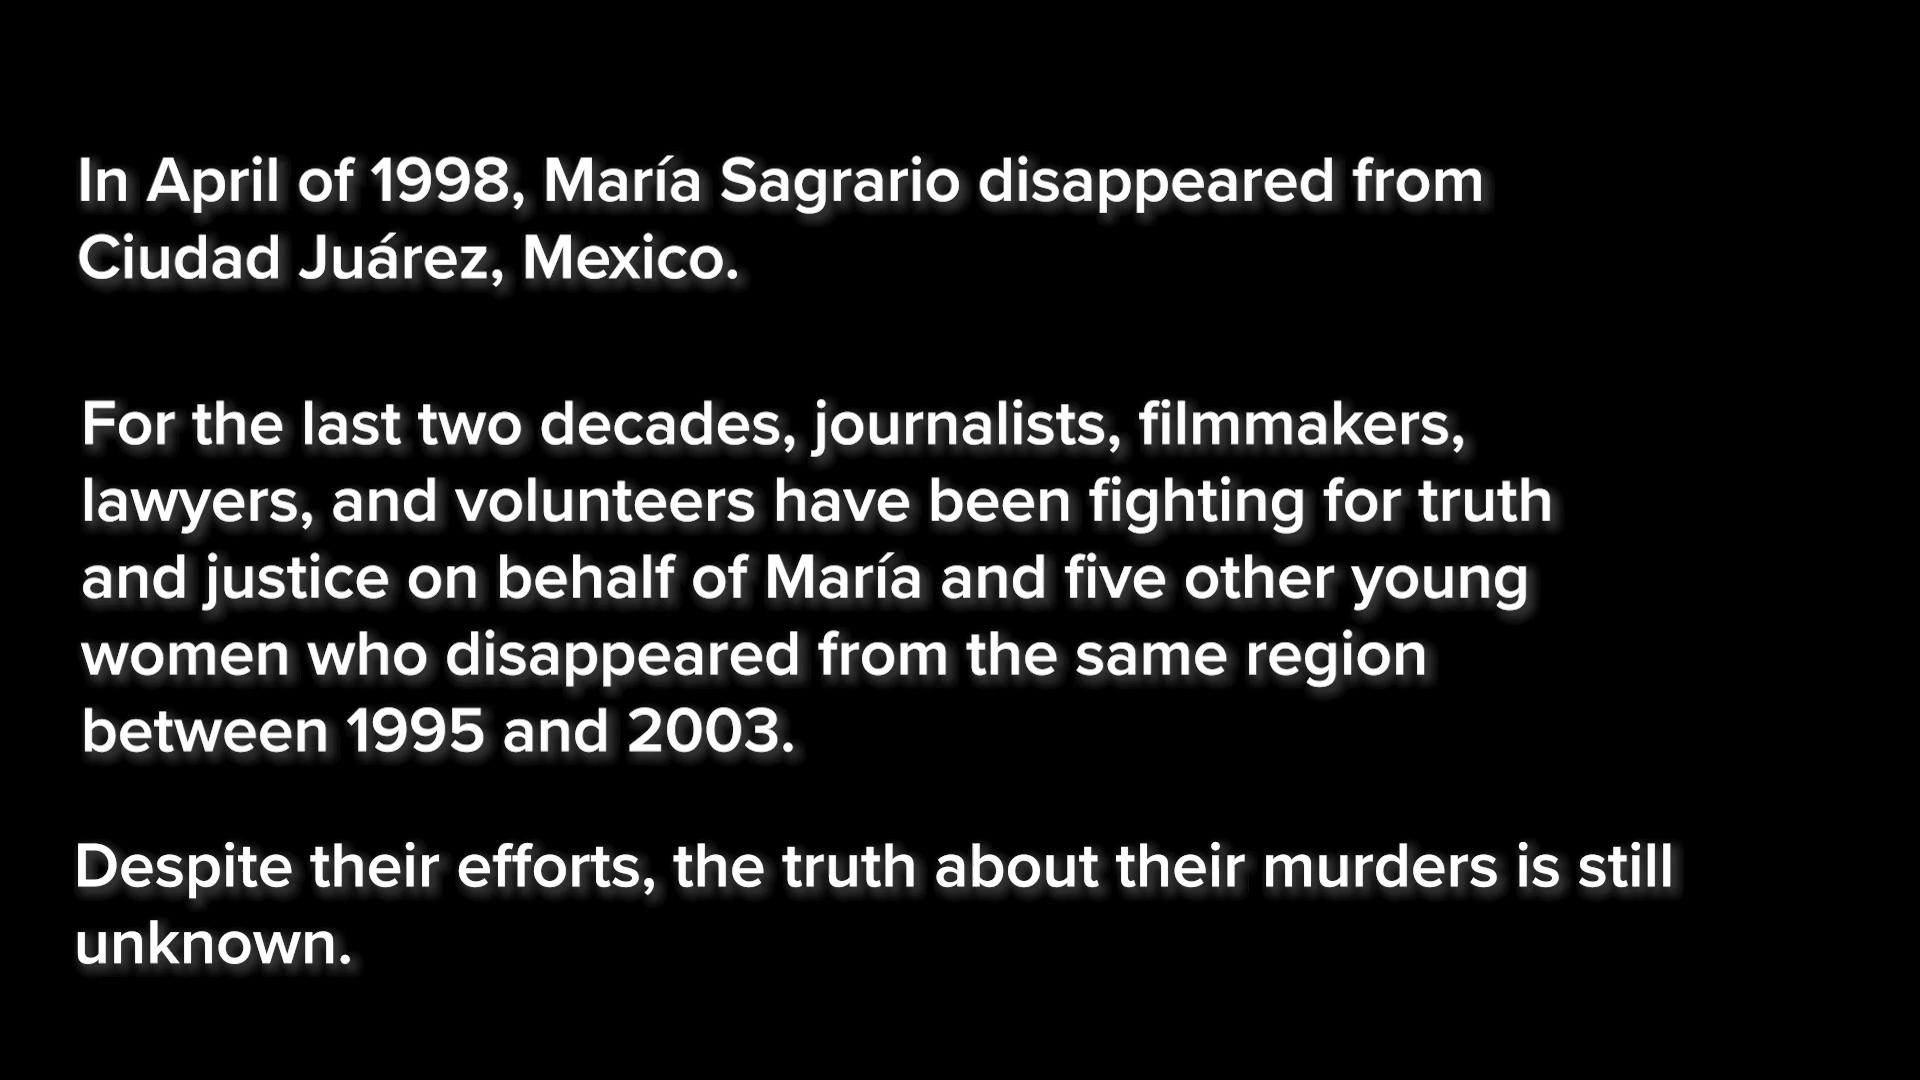 In April of 1998, María Sagrario disappeared from
Ciudad Juárez, Mexico.
For the last two decades, journalists, filmmakers,
lawyers, and volunteers have been fighting for truth
and justice on behalf of María and five other young
women who disappeared from the same region
between 1995 and 2003.
Despite their efforts, the truth about their murders is still
unknown.